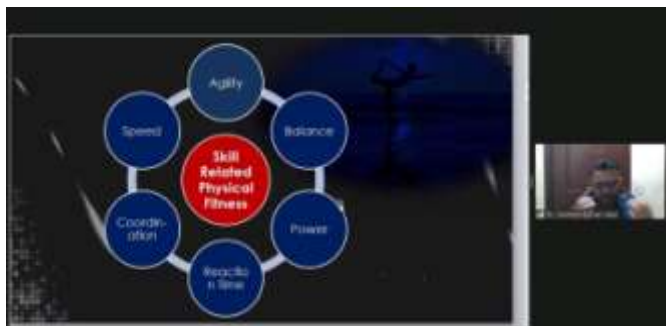 Agility
Balance
Power
Reactio
n Time
Coordin-
ation
Speed
Skill
Related
Physical
Fitness